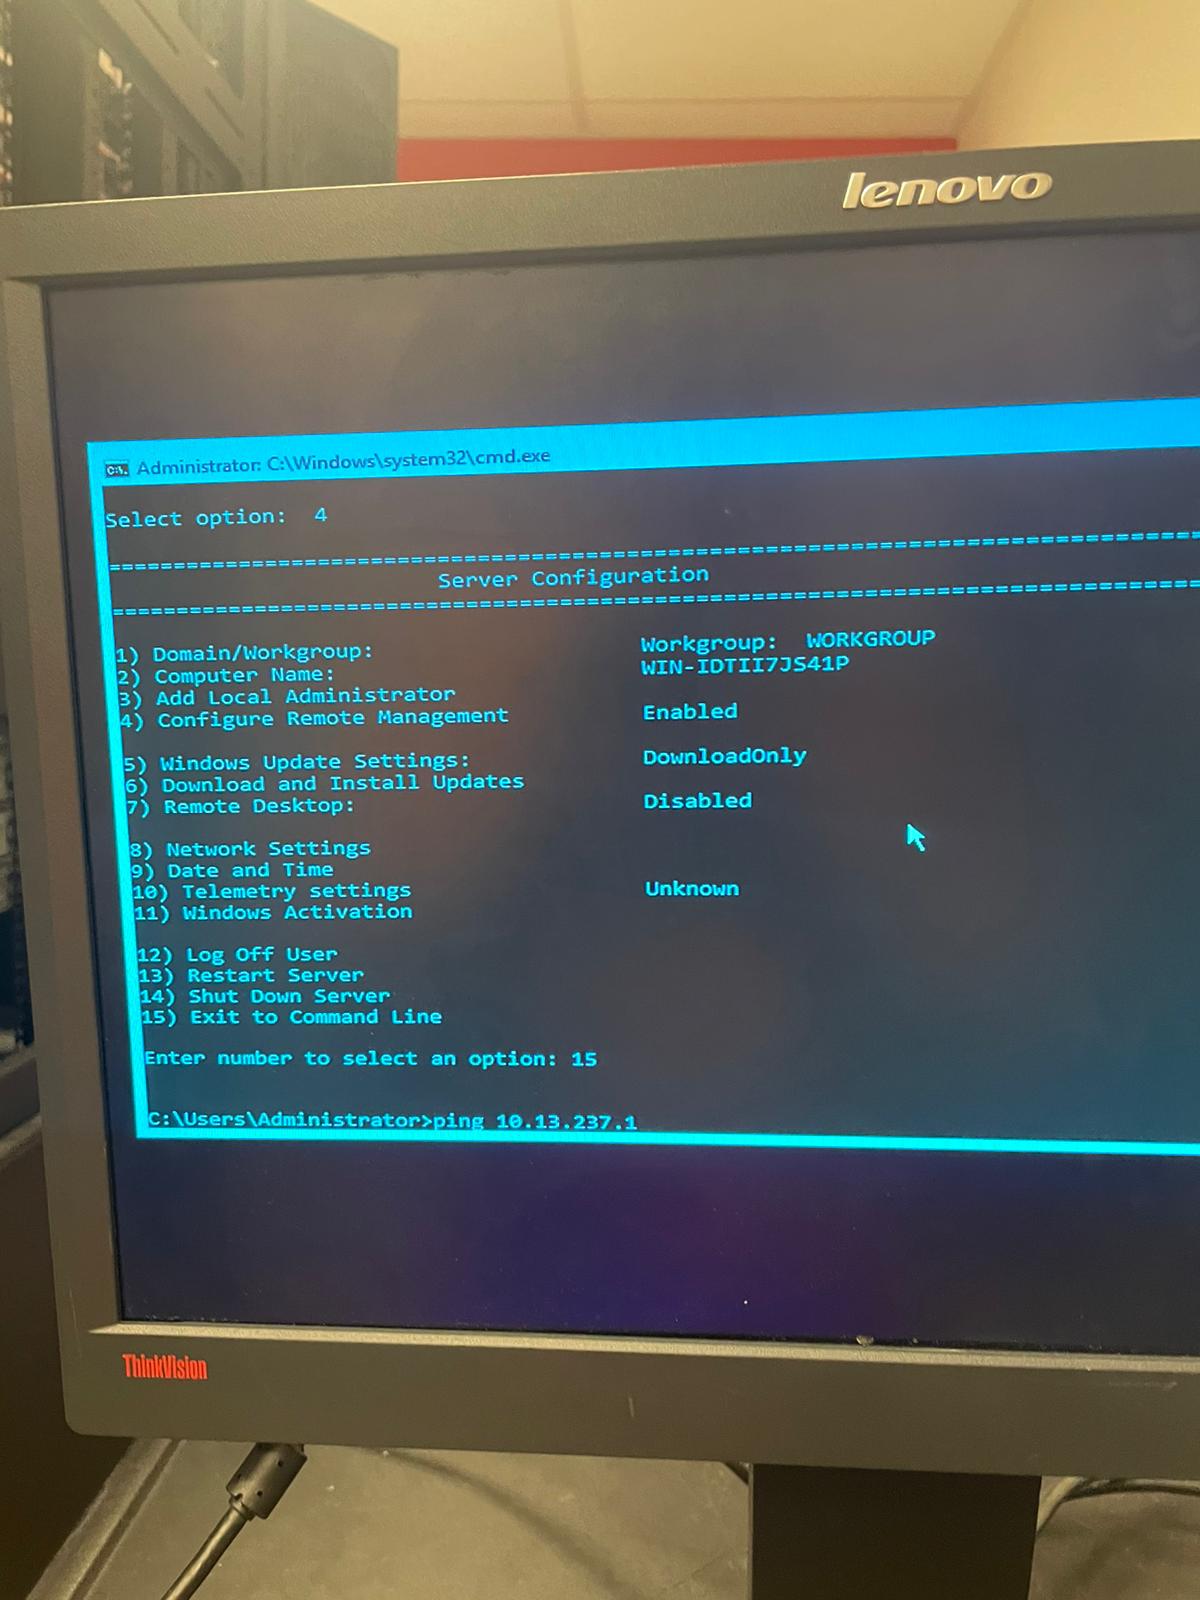 lenovo
Administrator: C:\Windows\system32\cmd.exe
Select option: 4
================================================================================
Server Configuration
================================================================================
1) Domain/Workgroup: Workgroup: WORKGROUP
2) Computer Name: WIN-IDTII7JS41P
3) Add Local Administrator
4) Configure Remote Management Enabled
5) Windows Update Settings: DownloadOnly
6) Download and Install Updates
7) Remote Desktop: Disabled
8) Network Settings
9) Date and Time
10) Telemetry settings Unknown
11) Windows Activation
12) Log Off User
13) Restart Server
14) Shut Down Server
15) Exit to Command Line
Enter number to select an option: 15
C:\Users\Administrator>ping 10.13.237.1
ThinkVision